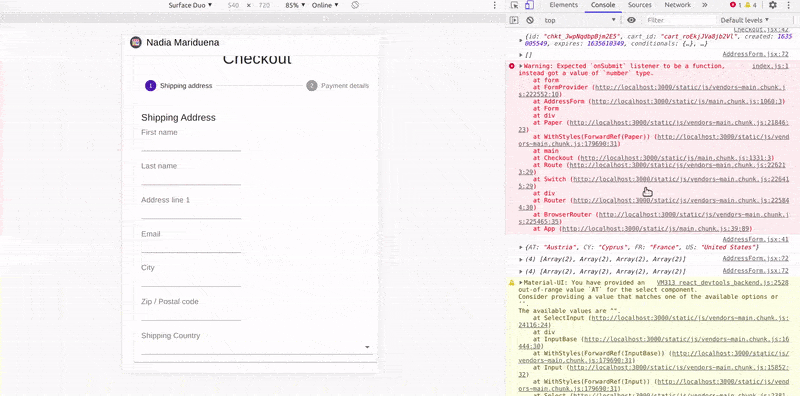 Surface Duo ▾ 540 × 720 85% ▾ Online ▾
Elements Console Sources Network » 1 4
top Filter Default levels ▾
Nadia Mariduena
Checkout
1 Shipping address 2 Payment details
Shipping Address
First name
Last name
Address line 1
Email
City
Zip / Postal code
Shipping Country
Checkout.jsx:42
{id: "chkt_JwpNqdbpBjm2E5", cart_id: "cart_roEkjJVa8jb2Vl", created: 1635005549, expires: 1635610349, conditionals: {…}, …}
▸[] AddressForm.jsx:72
▸Warning: Expected `onSubmit` listener to be a function, index.js:1
instead got a value of `number` type.
at form
at FormProvider (http://localhost:3000/static/js/vendors~main.chunk.js:222552:10)
at AddressForm (http://localhost:3000/static/js/main.chunk.js:1060:3)
at Form
at div
at Paper (http://localhost:3000/static/js/vendors~main.chunk.js:21846:23)
at WithStyles(ForwardRef(Paper)) (http://localhost:3000/static/js/vendors~main.chunk.js:179690:31)
at main
at Checkout (http://localhost:3000/static/js/main.chunk.js:1331:3)
at Route (http://localhost:3000/static/js/vendors~main.chunk.js:226213:29)
at Switch (http://localhost:3000/static/js/vendors~main.chunk.js:226415:29)
at div
at Router (http://localhost:3000/static/js/vendors~main.chunk.js:225844:30)
at BrowserRouter (http://localhost:3000/static/js/vendors~main.chunk.js:225465:35)
at App (http://localhost:3000/static/js/main.chunk.js:39:89)
AddressForm.jsx:41
▸{AT: "Austria", CY: "Cyprus", FR: "France", US: "United States"}
▸(4) [Array(2), Array(2), Array(2), Array(2)] AddressForm.jsx:72
▸(4) [Array(2), Array(2), Array(2), Array(2)] AddressForm.jsx:72
▸Material-UI: You have provided an VM313 react_devtools_backend.js:2528
out-of-range value `AT` for the select component.
Consider providing a value that matches one of the available options or
''.
The available values are "".
at SelectInput (http://localhost:3000/static/js/vendors~main.chunk.js:24116:24)
at div
at InputBase (http://localhost:3000/static/js/vendors~main.chunk.js:16444:30)
at WithStyles(ForwardRef(InputBase)) (http://localhost:3000/static/js/vendors~main.chunk.js:179690:31)
at Input (http://localhost:3000/static/js/vendors~main.chunk.js:15852:32)
at WithStyles(ForwardRef(Input)) (http://localhost:3000/static/js/vendors~main.chunk.js:179690:31)